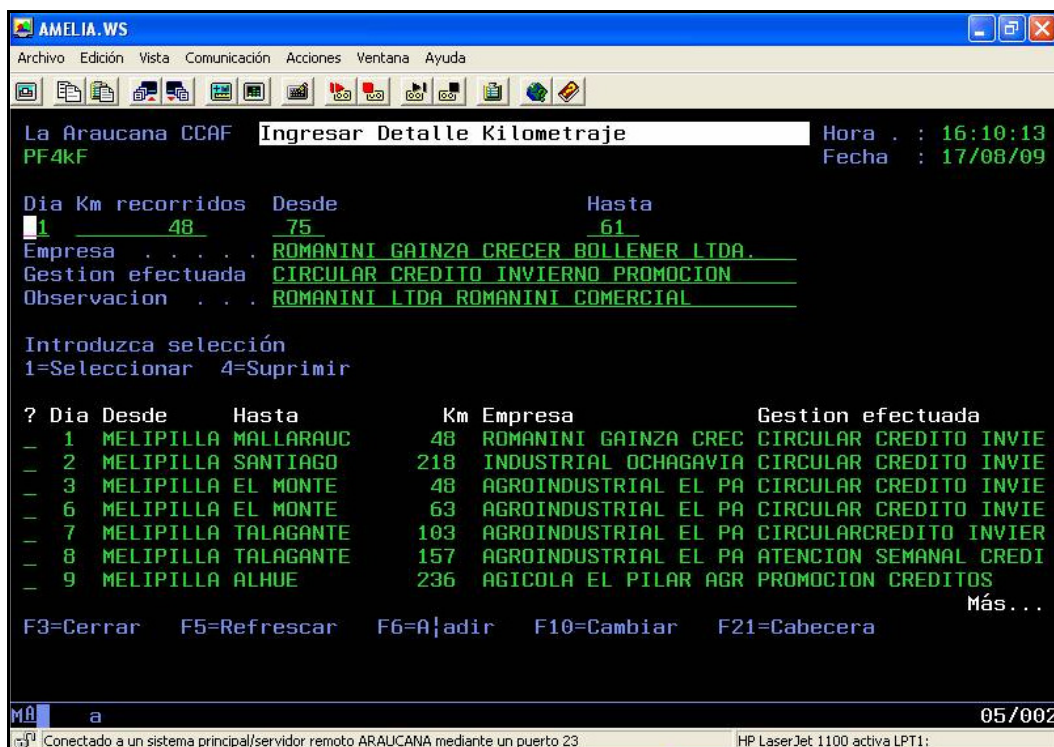 AMELIA.WS
Archivo Edición Vista Comunicación Acciones Ventana Ayuda
La Araucana CCAF Ingresar Detalle Kilometraje Hora . : 16:10:13
PF4kF Fecha : 17/08/09
Dia Km recorridos Desde Hasta
1 48 75 61
Empresa . . . . . ROMANINI GAINZA CRECER BOLLENER LTDA.
Gestion efectuada CIRCULAR CREDITO INVIERNO PROMOCION
Observacion . . . ROMANINI LTDA ROMANINI COMERCIAL
Introduzca selección
1=Seleccionar 4=Suprimir
? Dia Desde Hasta Km Empresa Gestion efectuada
_ 1 MELIPILLA MALLARAUC 48 ROMANINI GAINZA CREC CIRCULAR CREDITO INVIE
_ 2 MELIPILLA SANTIAGO 218 INDUSTRIAL OCHAGAVIA CIRCULAR CREDITO INVIE
_ 3 MELIPILLA EL MONTE 48 AGROINDUSTRIAL EL PA CIRCULAR CREDITO INVIE
_ 6 MELIPILLA EL MONTE 63 AGROINDUSTRIAL EL PA CIRCULAR CREDITO INVIE
_ 7 MELIPILLA TALAGANTE 103 AGROINDUSTRIAL EL PA CIRCULARCREDITO INVIER
_ 8 MELIPILLA TALAGANTE 157 AGROINDUSTRIAL EL PA ATENCION SEMANAL CREDI
_ 9 MELIPILLA ALHUE 236 AGICOLA EL PILAR AGR PROMOCION CREDITOS
Más...
F3=Cerrar F5=Refrescar F6=A¦adir F10=Cambiar F21=Cabecera
MA a 05/002
Conectado a un sistema principal/servidor remoto ARAUCANA mediante un puerto 23 HP LaserJet 1100 activa LPT1: